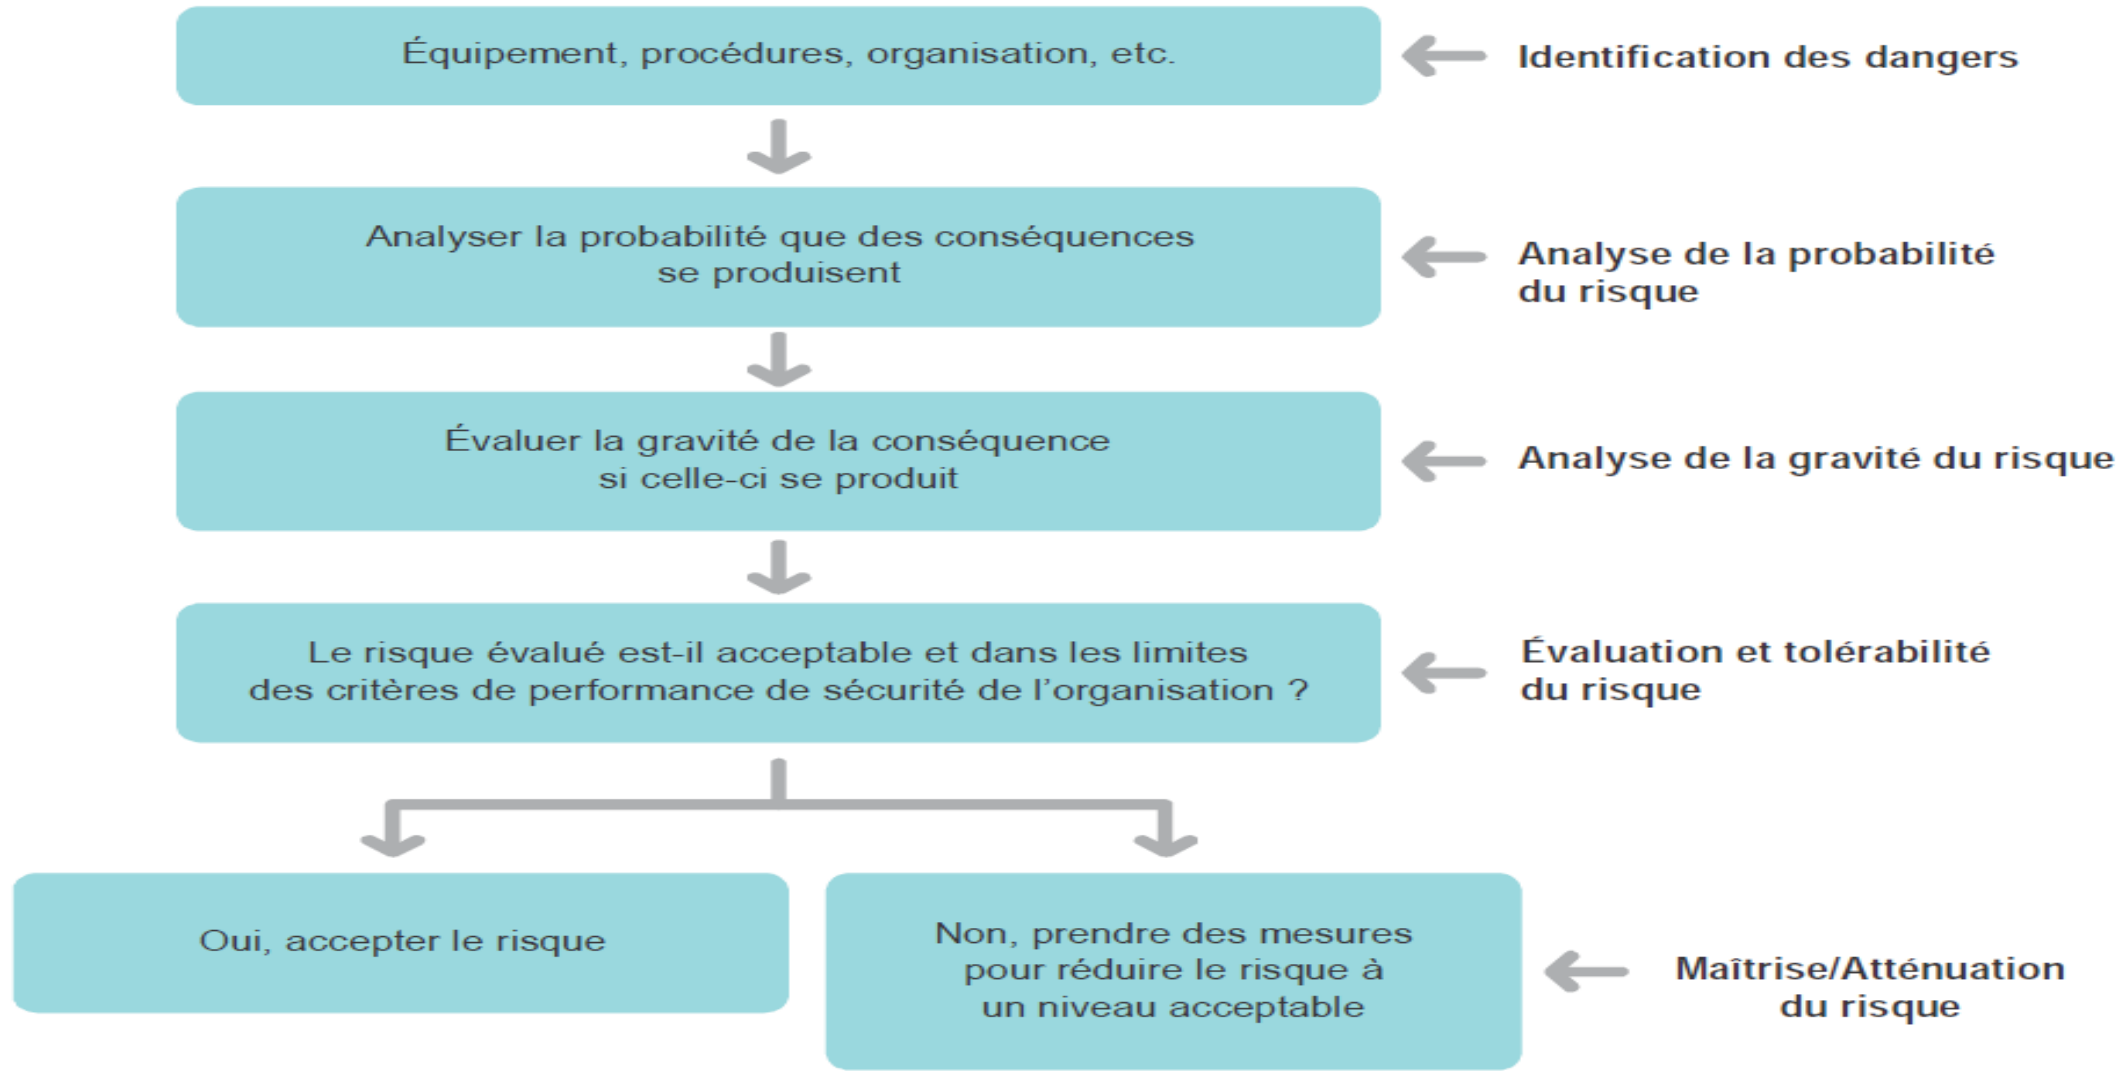 Équipement, procédures, organisation, etc.
Identification des dangers
Analyser la probabilité que des conséquences
se produisent
Analyse de la probabilité
du risque
Évaluer la gravité de la conséquence
si celle-ci se produit
Analyse de la gravité du risque
Le risque évalué est-il acceptable et dans les limites
des critères de performance de sécurité de l'organisation ?
Évaluation et tolérabilité
du risque
Oui, accepter le risque
Non, prendre des mesures
pour réduire le risque à
un niveau acceptable
Maîtrise/Atténuation
du risque